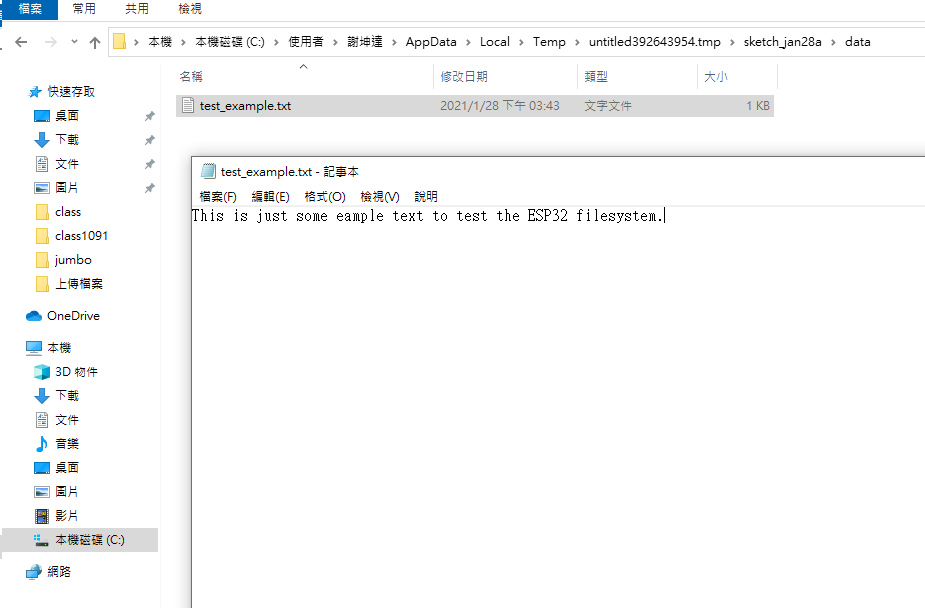 檔案 常用 共用 檢視
本機 本機磁碟 (C:) 使用者 謝坤達 AppData Local Temp untitled392643954.tmp sketch_jan28a data
名稱 修改日期 類型 大小
test_example.txt 2021/1/28 下午 03:43 文字文件 1 KB
快速存取
桌面
下載
文件
圖片
class
class1091
jumbo
上傳檔案
OneDrive
本機
3D 物件
下載
文件
音樂
桌面
圖片
影片
本機磁碟 (C:)
網路
test_example.txt - 記事本
檔案(F) 編輯(E) 格式(O) 檢視(V) 說明
This is just some eample text to test the ESP32 filesystem.